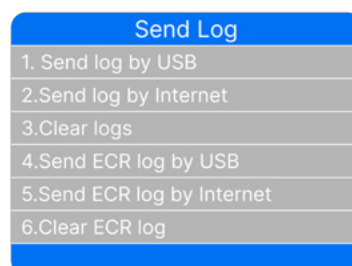 Send Log
1. Send log by USB
2.Send log by Internet
3.Clear logs
4.Send ECR log by USB
5.Send ECR log by Internet
6.Clear ECR log